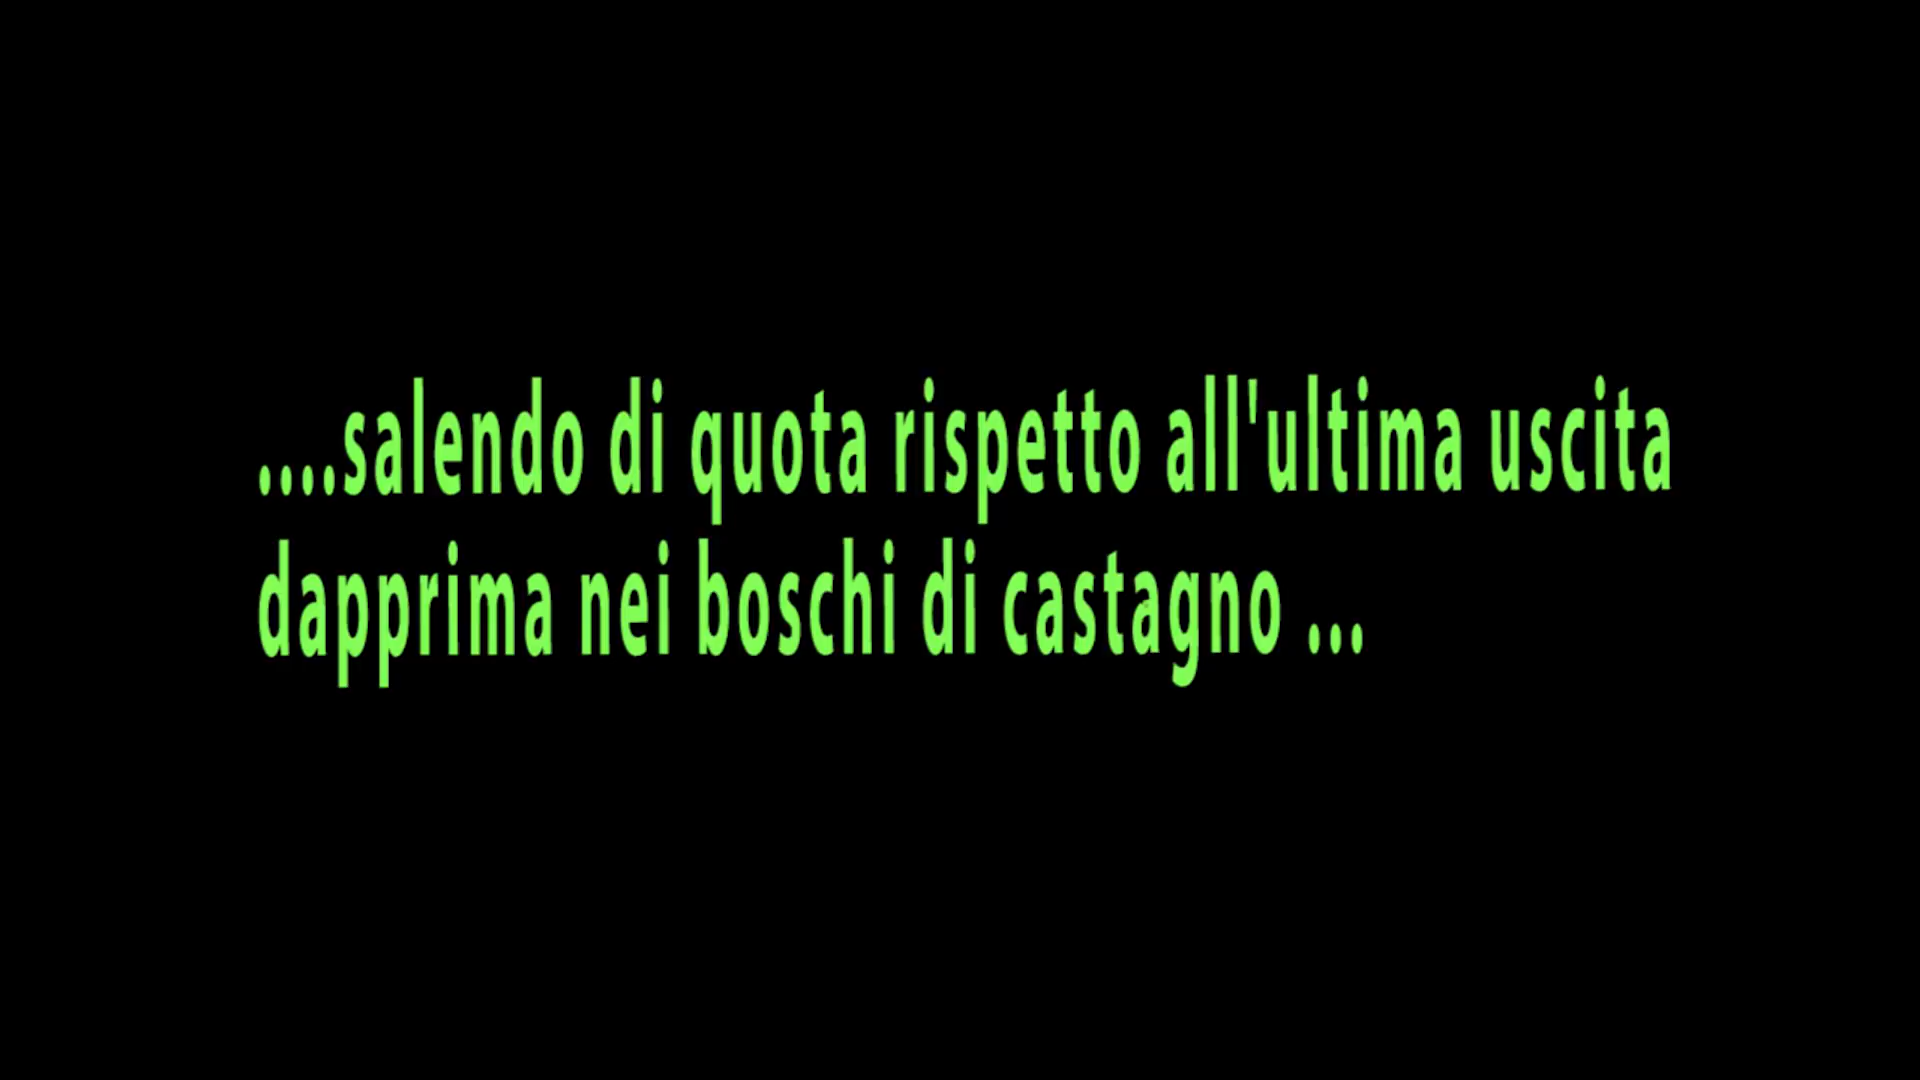 ....salendo di quota rispetto all'ultima uscita
dapprima nei boschi di castagno ...